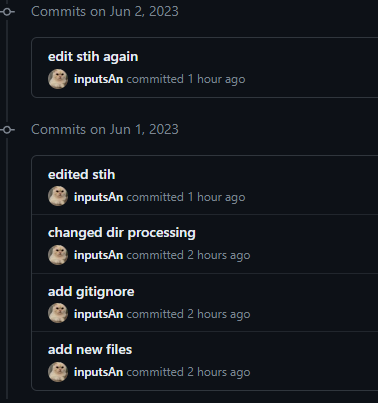 Commits on Jun 2, 2023
edit stih again
inputsAn committed 1 hour ago
Commits on Jun 1, 2023
edited stih
inputsAn committed 1 hour ago
changed dir processing
inputsAn committed 2 hours ago
add gitignore
inputsAn committed 2 hours ago
add new files
inputsAn committed 2 hours ago